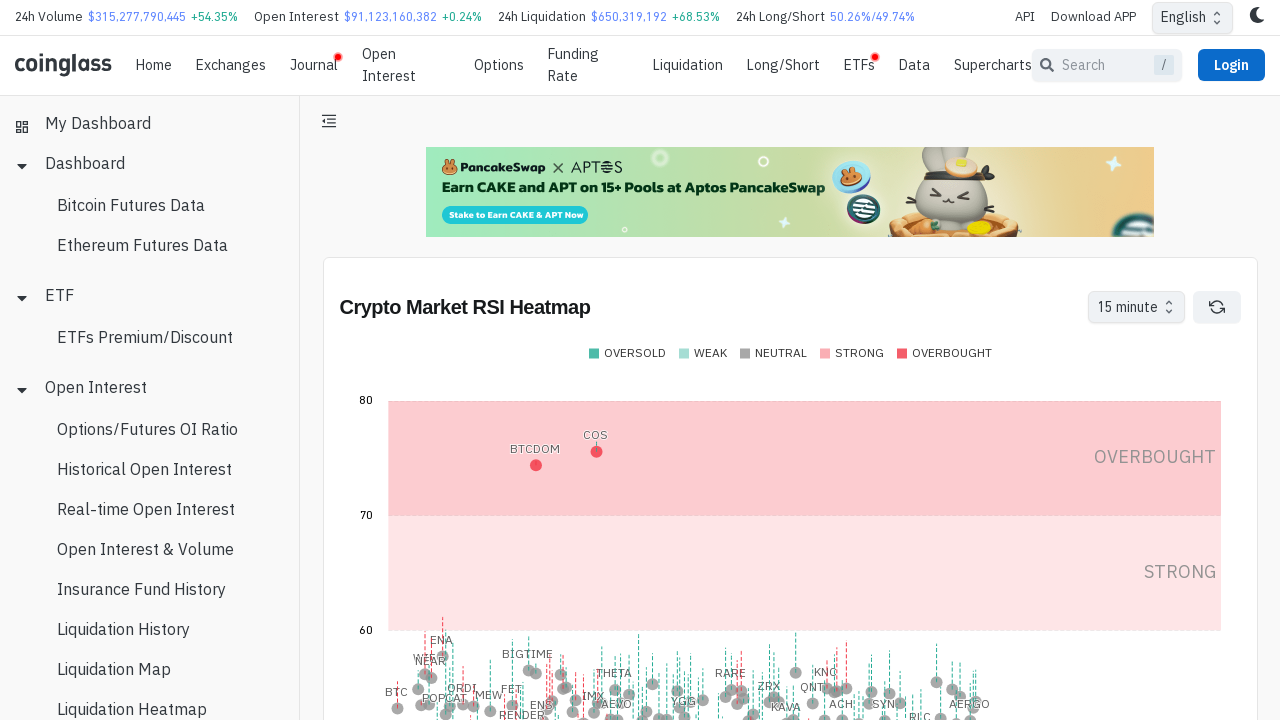 24h Volume $315,277,790,445 +54.35% Open Interest $91,123,160,382 +0.24% 24h Liquidation $650,319,192 +68.53% 24h Long/Short 50.26%/49.74% API Download APP English
coinglass Home Exchanges Journal Open Interest Options Funding Rate Liquidation Long/Short ETFs Data Supercharts Search / Login
My Dashboard
Dashboard
Bitcoin Futures Data
Ethereum Futures Data
ETF
ETFs Premium/Discount
Open Interest
Options/Futures OI Ratio
Historical Open Interest
Real-time Open Interest
Open Interest & Volume
Insurance Fund History
Liquidation History
Liquidation Map
Liquidation Heatmap
PancakeSwap × APTOS
Earn CAKE and APT on 15+ Pools at Aptos PancakeSwap
Stake to Earn CAKE & APT Now
Crypto Market RSI Heatmap
15 minute
OVERSOLD WEAK NEUTRAL STRONG OVERBOUGHT
80
COS
BTCDOM
OVERBOUGHT
70
STRONG
60
ENA
BIGTIME
NEAR
THETA RARE KNC
BTC ORDI FET QNT ZRX
POPCAT MEW IMX
ENS AEVO YGG KAVA ACH SYN AERGO
RENDER RLC